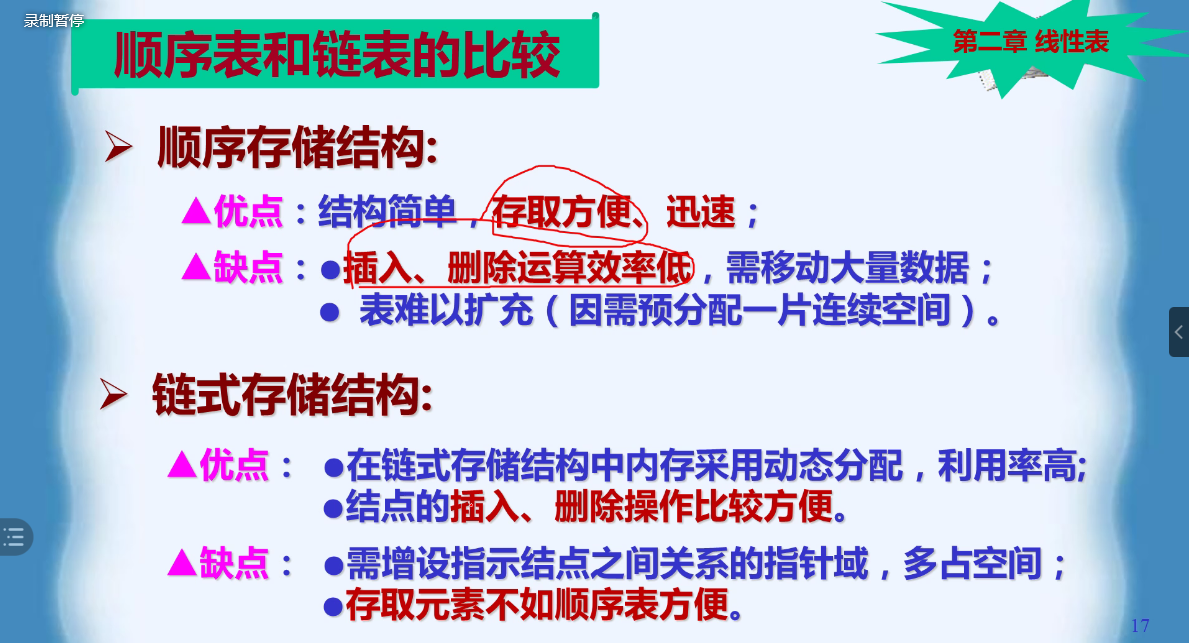 录制暂停
顺序表和链表的比较
第二章 线性表
顺序存储结构:
▲优点：结构简单，存取方便、迅速；
▲缺点：●插入、删除运算效率低，需移动大量数据；
● 表难以扩充（因需预分配一片连续空间）。
链式存储结构:
▲优点： ●在链式存储结构中内存采用动态分配，利用率高;
●结点的插入、删除操作比较方便。
▲缺点： ●需增设指示结点之间关系的指针域，多占空间；
●存取元素不如顺序表方便。
17